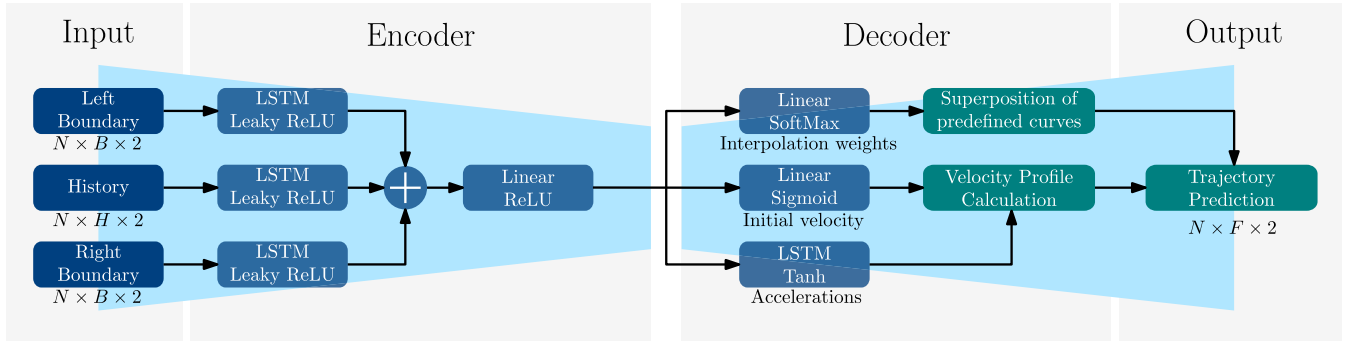 Input
Encoder
Decoder
Output
Left
Boundary
N × B × 2
History
N × H × 2
Right
Boundary
N × B × 2
LSTM
Leaky ReLU
LSTM
Leaky ReLU
LSTM
Leaky ReLU
+
Linear
ReLU
Linear
SoftMax
Interpolation weights
Linear
Sigmoid
Initial velocity
LSTM
Tanh
Accelerations
Superposition of
predefined curves
Velocity Profile
Calculation
Trajectory
Prediction
N × F × 2